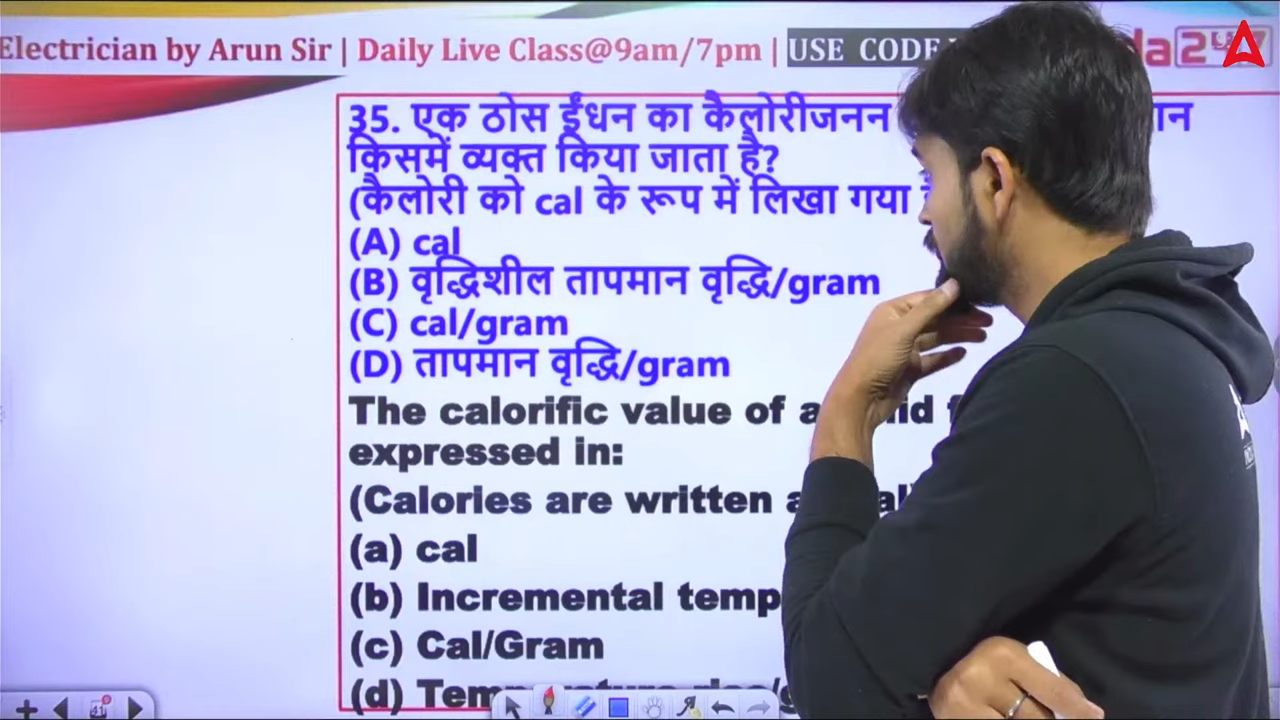 Electrician by Arun Sir | Daily Live Class@9am/7pm | USE CODE
35. एक ठोस ईंधन का कैलोरीजनन
किसमें व्यक्त किया जाता है?
(कैलोरी को cal के रूप में लिखा गया
(A) cal
(B) वृद्धिशील तापमान वृद्धि/gram
(C) cal/gram
(D) तापमान वृद्धि/gram
The calorific value of a
expressed in:
(Calories are written
(a) cal
(b) Incremental temp
(c) Cal/Gram
(d)
41